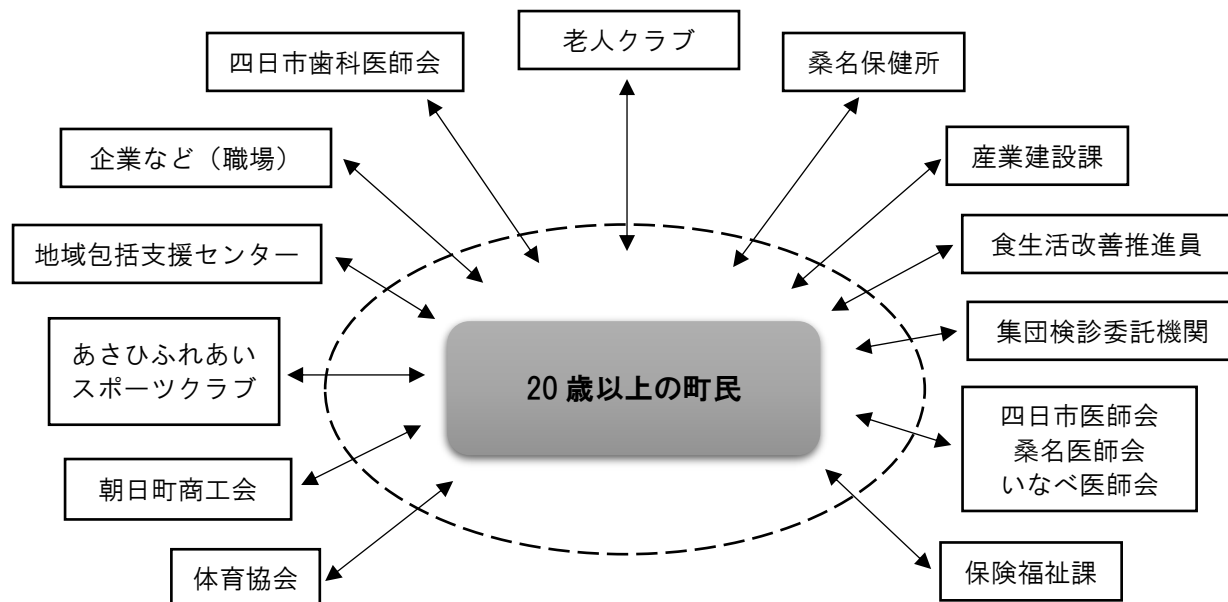 老人クラブ
四日市歯科医師会
桑名保健所
企業など（職場）
産業建設課
地域包括支援センター
食生活改善推進員
集団検診委託機関
あさひふれあい
スポーツクラブ
20 歳以上の町民
四日市医師会
桑名医師会
いなべ医師会
朝日町商工会
体育協会
保険福祉課